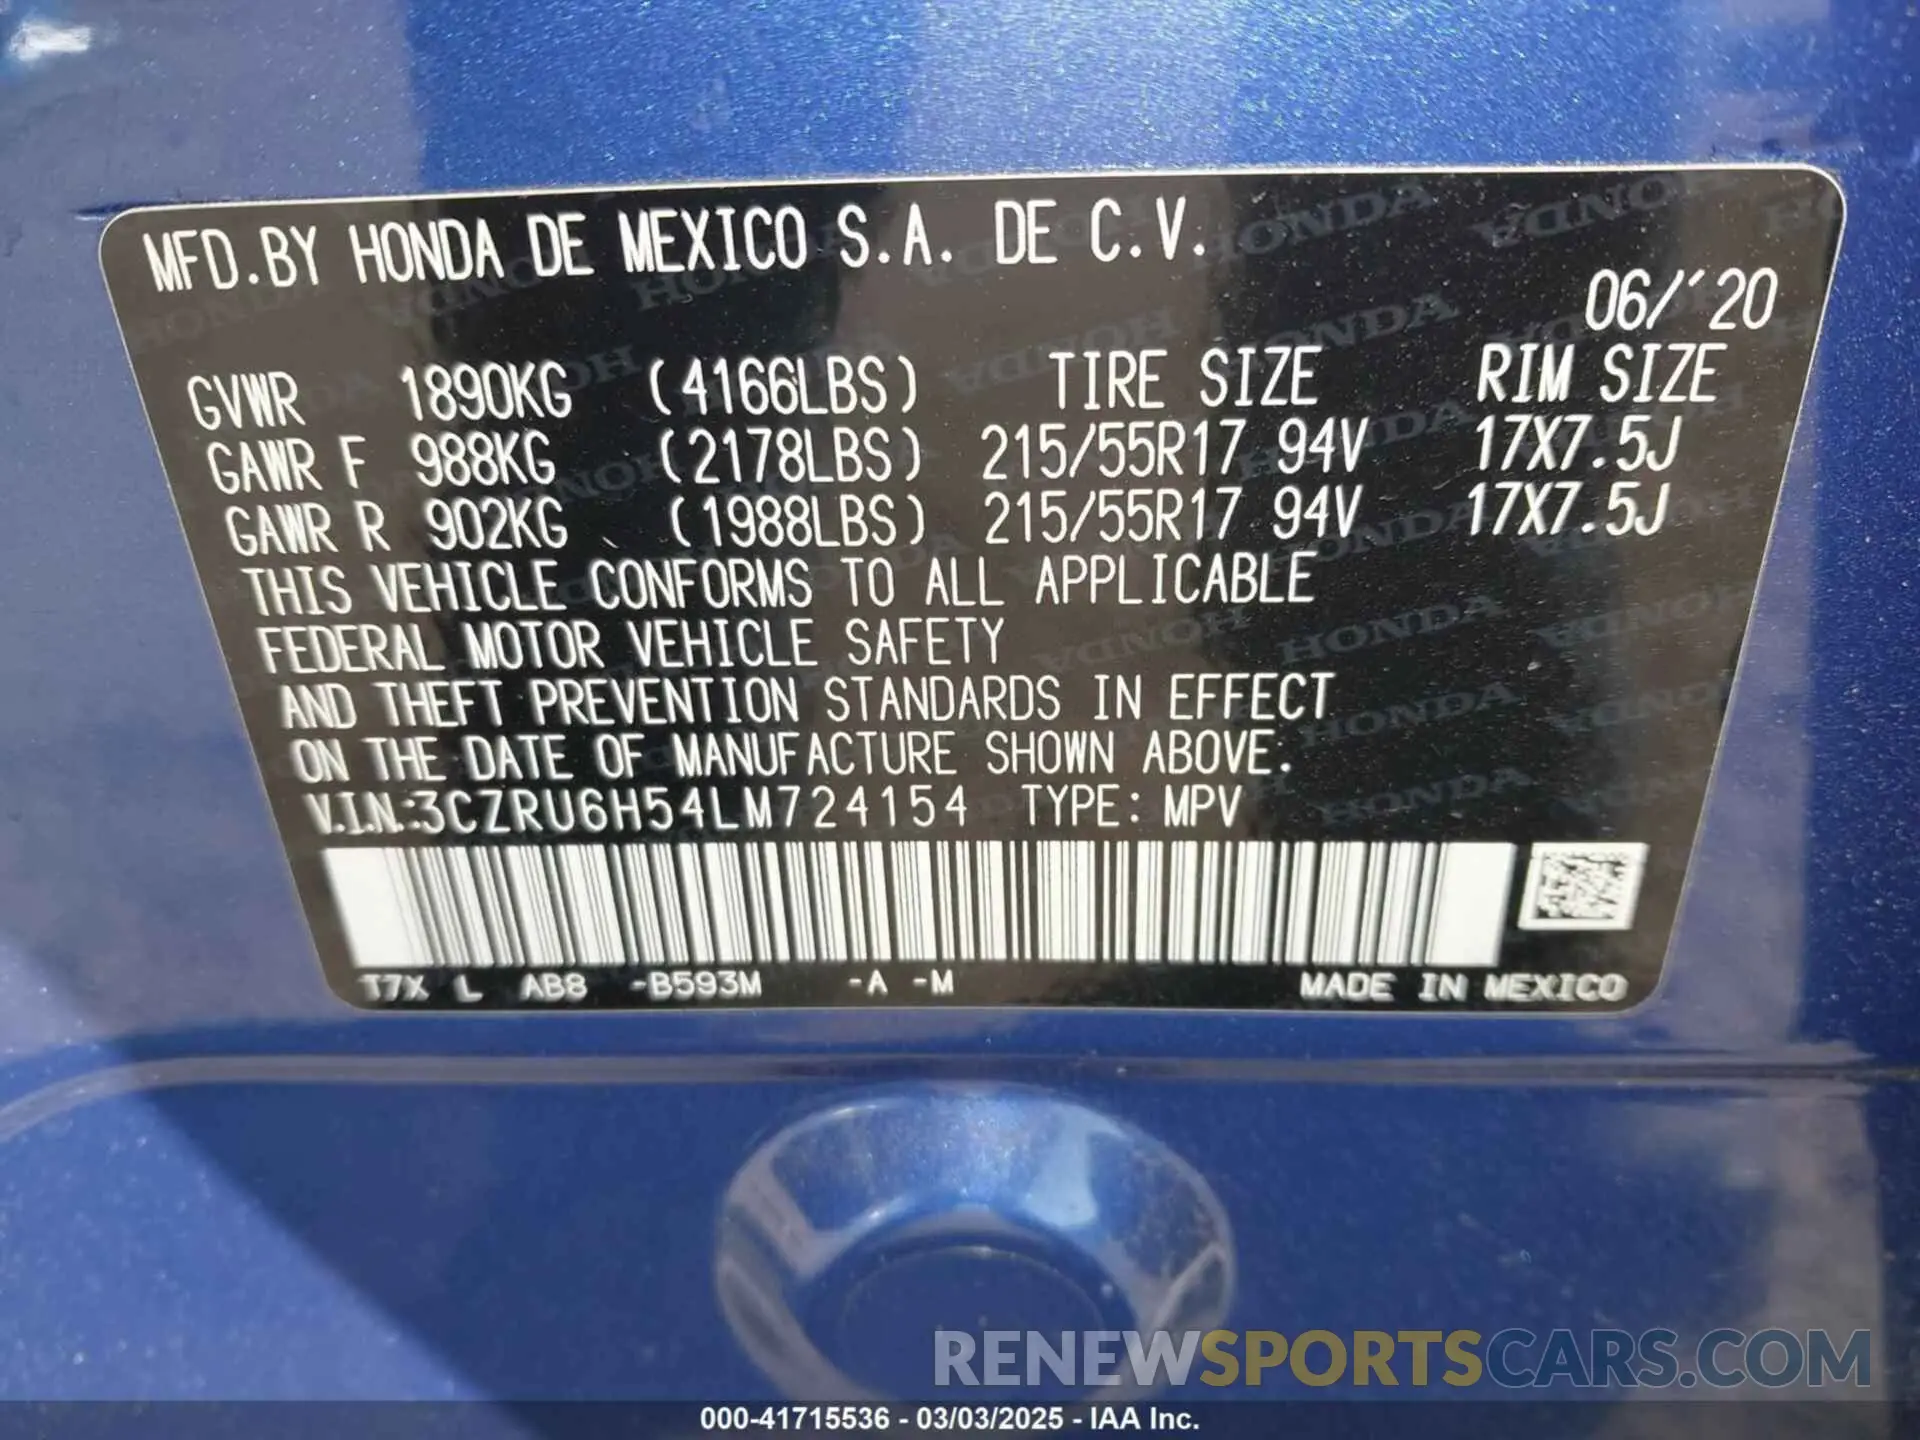 MFD.BY HONDA DE MEXICO S.A. DE C.V.
06/'20
GVWR 1890KG (4166LBS) TIRE SIZE RIM SIZE
GAWR F 988KG (2178LBS) 215/55R17 94V 17X7.5J
GAWR R 902KG (1988LBS) 215/55R17 94V 17X7.5J
THIS VEHICLE CONFORMS TO ALL APPLICABLE
FEDERAL MOTOR VEHICLE SAFETY
AND THEFT PREVENTION STANDARDS IN EFFECT
ON THE DATE OF MANUFACTURE SHOWN ABOVE.
V.I.N.:3CZRU6H54LM724154 TYPE: MPV
T7X L AB8 -B593M -A -M MADE IN MEXICO
RENEWSPORTSCARS.COM
000-41715536 - 03/03/2025 - IAA Inc.